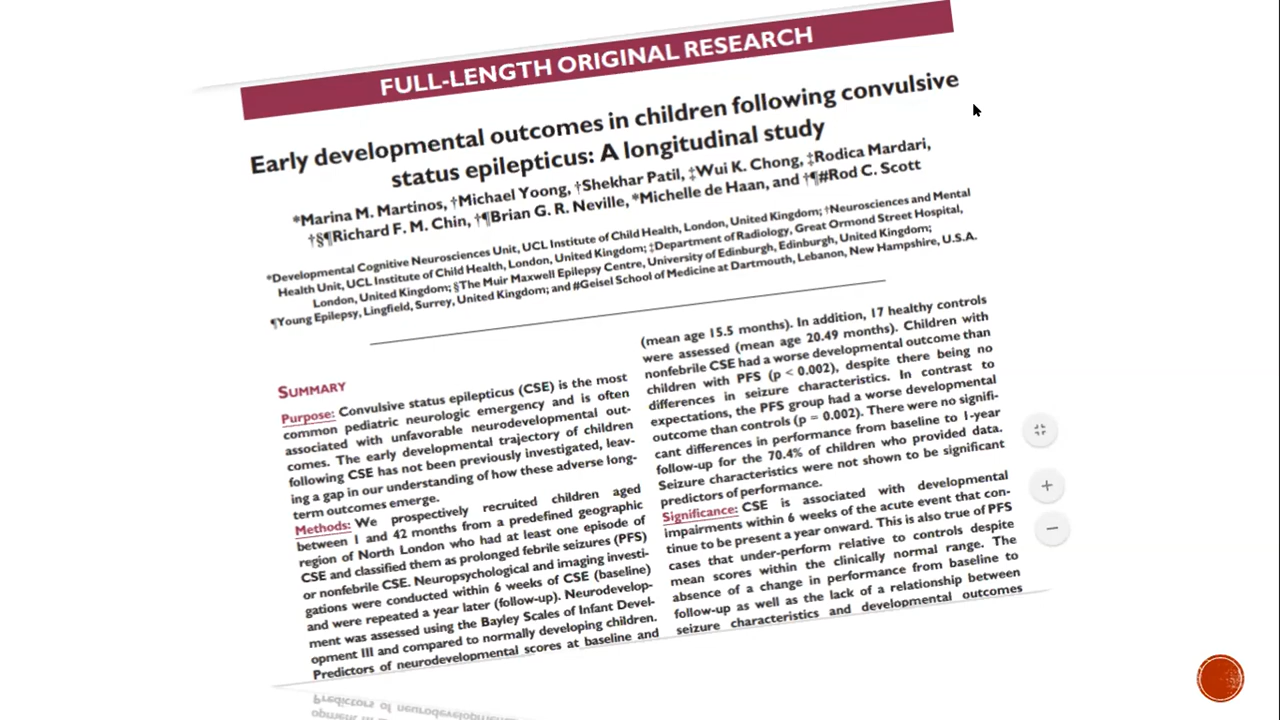 FULL-LENGTH ORIGINAL RESEARCH
Early developmental outcomes in children following convulsive
status epilepticus: A longitudinal study
*Marina M. Martinos, †Michael Yoong, †Shekhar Patil, ‡Wui K. Chong, ‡Rodica Mardari,
†§¶Richard F. M. Chin, †¶Brian G. R. Neville, *Michelle de Haan, and †¶#Rod C. Scott
*Developmental Cognitive Neurosciences Unit, UCL Institute of Child Health, London, United Kingdom; †Neurosciences and Mental
Health Unit, UCL Institute of Child Health, London, United Kingdom; ‡Department of Radiology, Great Ormond Street Hospital,
London, United Kingdom; §The Muir Maxwell Epilepsy Centre, University of Edinburgh, Edinburgh, United Kingdom;
¶Young Epilepsy, Lingfield, Surrey, United Kingdom; and #Geisel School of Medicine at Dartmouth, Lebanon, New Hampshire, U.S.A.
SUMMARY
Purpose: Convulsive status epilepticus (CSE) is the most
common pediatric neurologic emergency and is often
associated with unfavorable neurodevelopmental out-
comes. The early developmental trajectory of children
following CSE has not been previously investigated, leav-
ing a gap in our understanding of how these adverse long-
term outcomes emerge.
Methods: We prospectively recruited children aged
between 1 and 42 months from a predefined geographic
region of North London who had at least one episode of
CSE and classified them as prolonged febrile seizures (PFS)
or nonfebrile CSE. Neuropsychological and imaging investi-
gations were conducted within 6 weeks of CSE (baseline)
and were repeated a year later (follow-up). Neurodevelop-
ment was assessed using the Bayley Scales of Infant Devel-
opment III and compared to normally developing children.
Predictors of neurodevelopmental scores at baseline and
(mean age 15.5 months). In addition, 17 healthy controls
were assessed (mean age 20.49 months). Children with
nonfebrile CSE had a worse developmental outcome than
children with PFS (p < 0.002), despite there being no
differences in seizure characteristics. In contrast to
expectations, the PFS group had a worse developmental
outcome than controls (p = 0.002). There were no signifi-
cant differences in performance from baseline to 1-year
follow-up for the 70.4% of children who provided data.
Seizure characteristics were not shown to be significant
predictors of performance.
Significance: CSE is associated with developmental
impairments within 6 weeks of the acute event that con-
tinue to be present a year onward. This is also true of PFS
cases that under-perform relative to controls despite
mean scores within the clinically normal range. The
absence of a change in performance from baseline to
follow-up as well as the lack of a relationship between
seizure characteristics and developmental outcomes